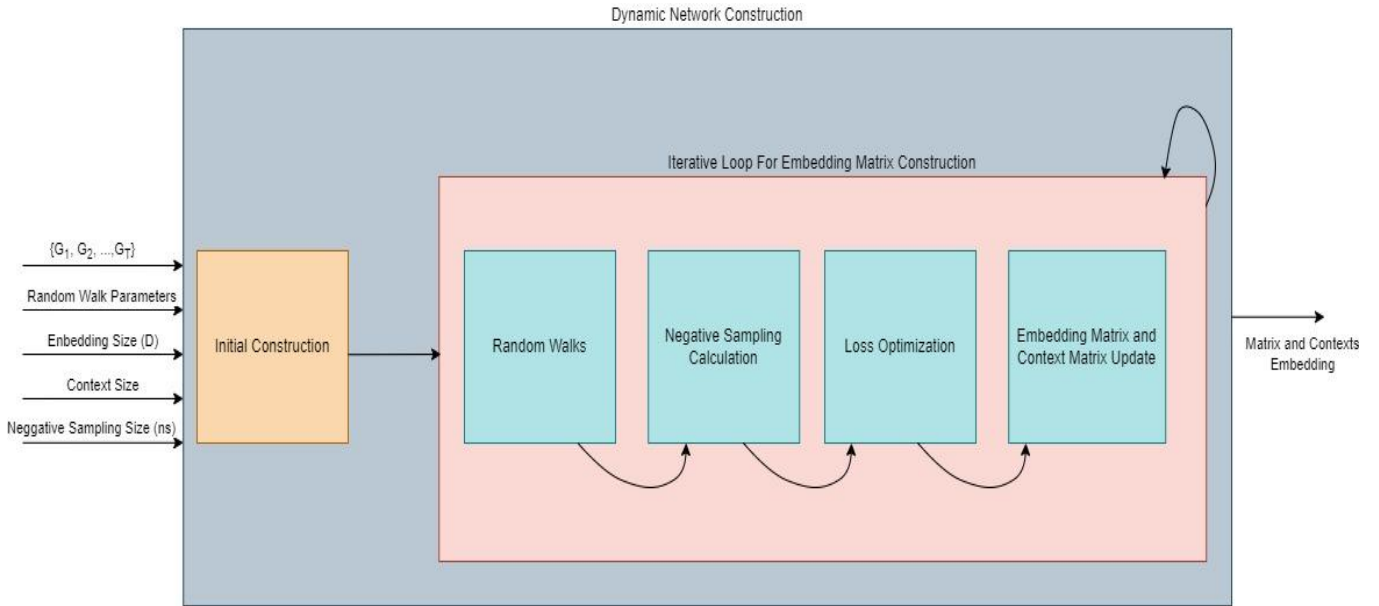 Dynamic Network Construction
Iterative Loop For Embedding Matrix Construction
{G1, G2, ...,GT}
Random Walk Parameters
Enbedding Size (D)
Context Size
Neggative Sampling Size (ns)
Initial Construction
Random Walks
Negative Sampling
Calculation
Loss Optimization
Embedding Matrix and
Context Matrix Update
Matrix and Contexts
Embedding